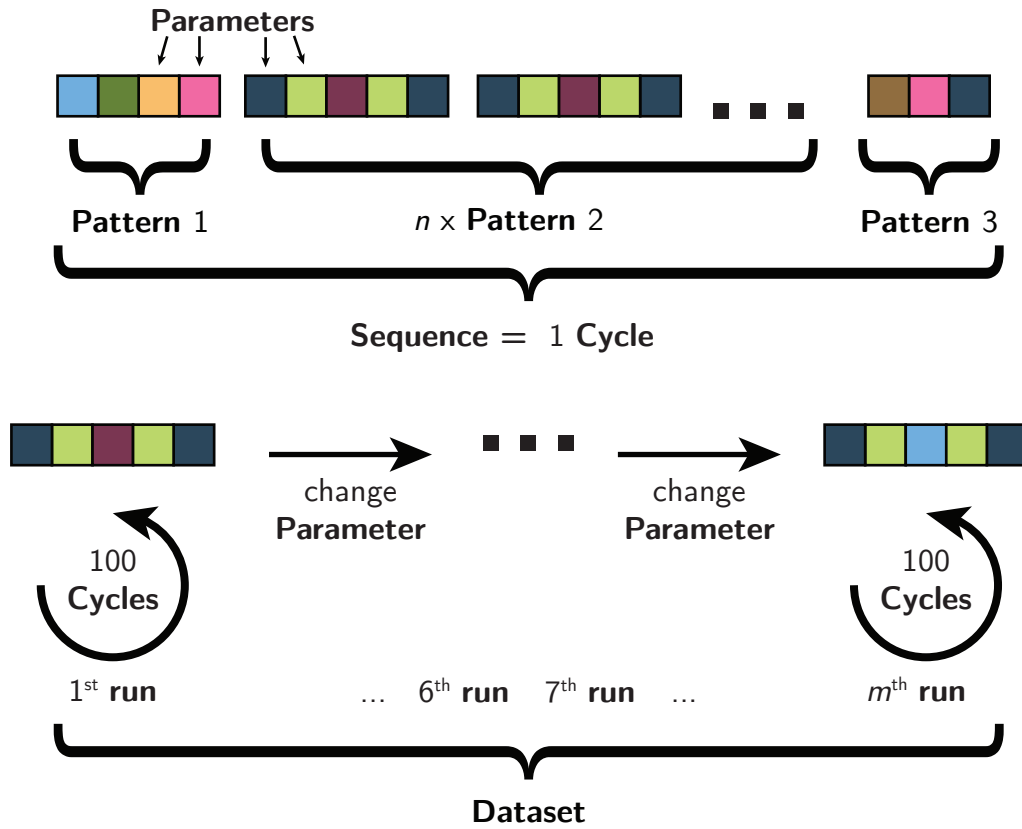 Parameters
Pattern 1
n x Pattern 2
Pattern 3
Sequence = 1 Cycle
change
Parameter
change
Parameter
100
Cycles
100
Cycles
1st run
... 6th run 7th run ...
mth run
Dataset